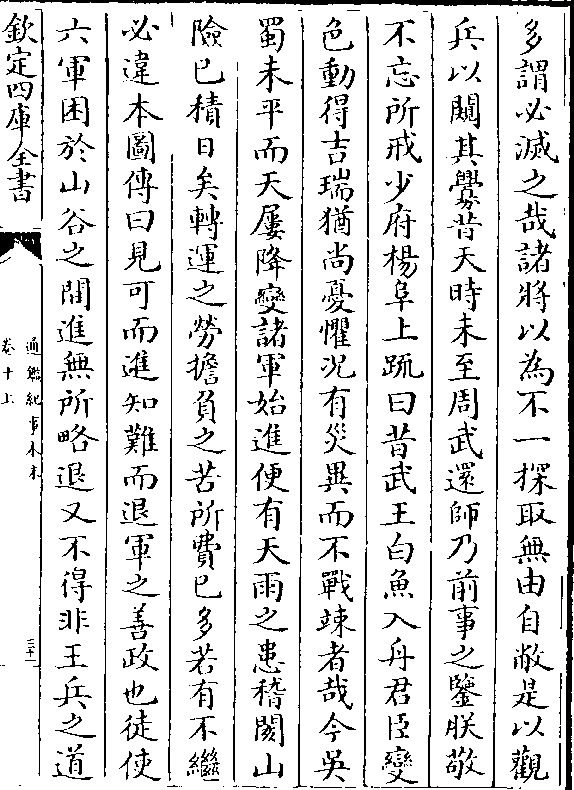 多謂必滅之哉諸將以為不一探取無由自敝是以觀
兵以闚其釁昔天時未至周武還師乃前事之鑒朕敬
不忘所戒少府楊阜上疏曰昔武王白魚入舟君臣變
色動得吉瑞猶尚憂懼况有災異而不戰竦者哉今吳
蜀未平而天屢降變諸軍始進便有天雨之患稽閡山
險已積日矣轉運之勞擔負之苦所費已多若有不繼
必違本圖傳曰見可而進知難而退軍之善政也徒使
六軍困於山谷之間進無所略退又不得非王兵之道
欽定四庫全書
通鑑紀事本末
卷十上
三十一